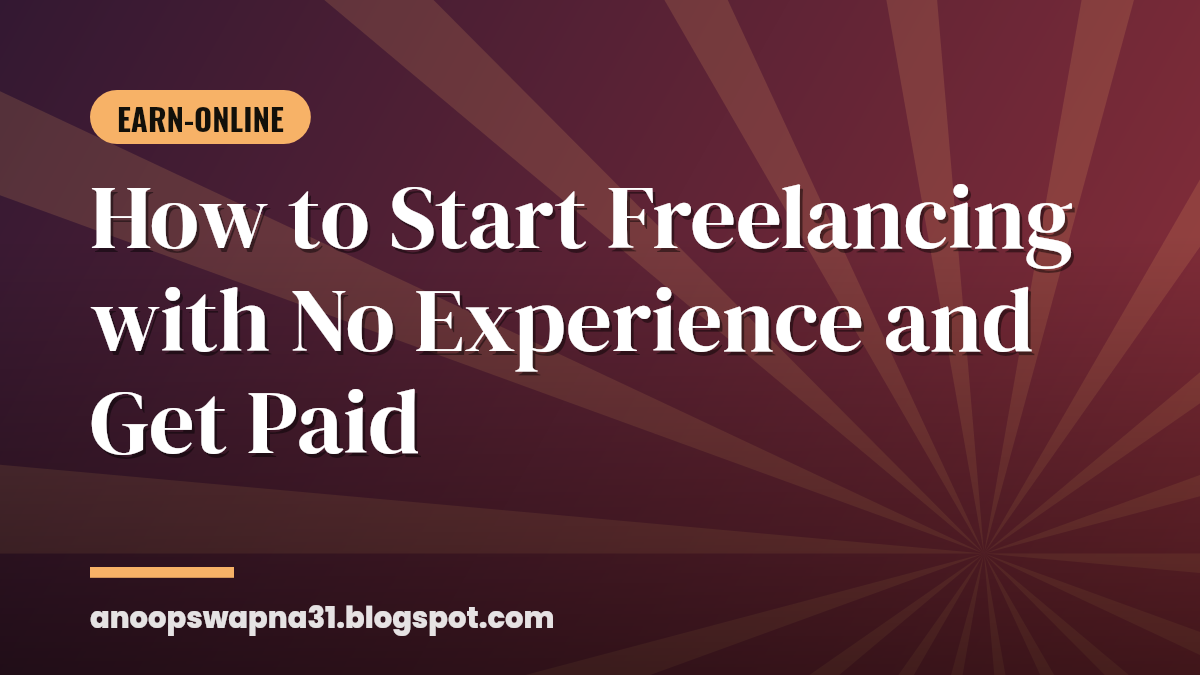 EARN-ONLINE
How to Start Freelancing
with No Experience and
Get Paid
anoopswapna31.blogspot.com